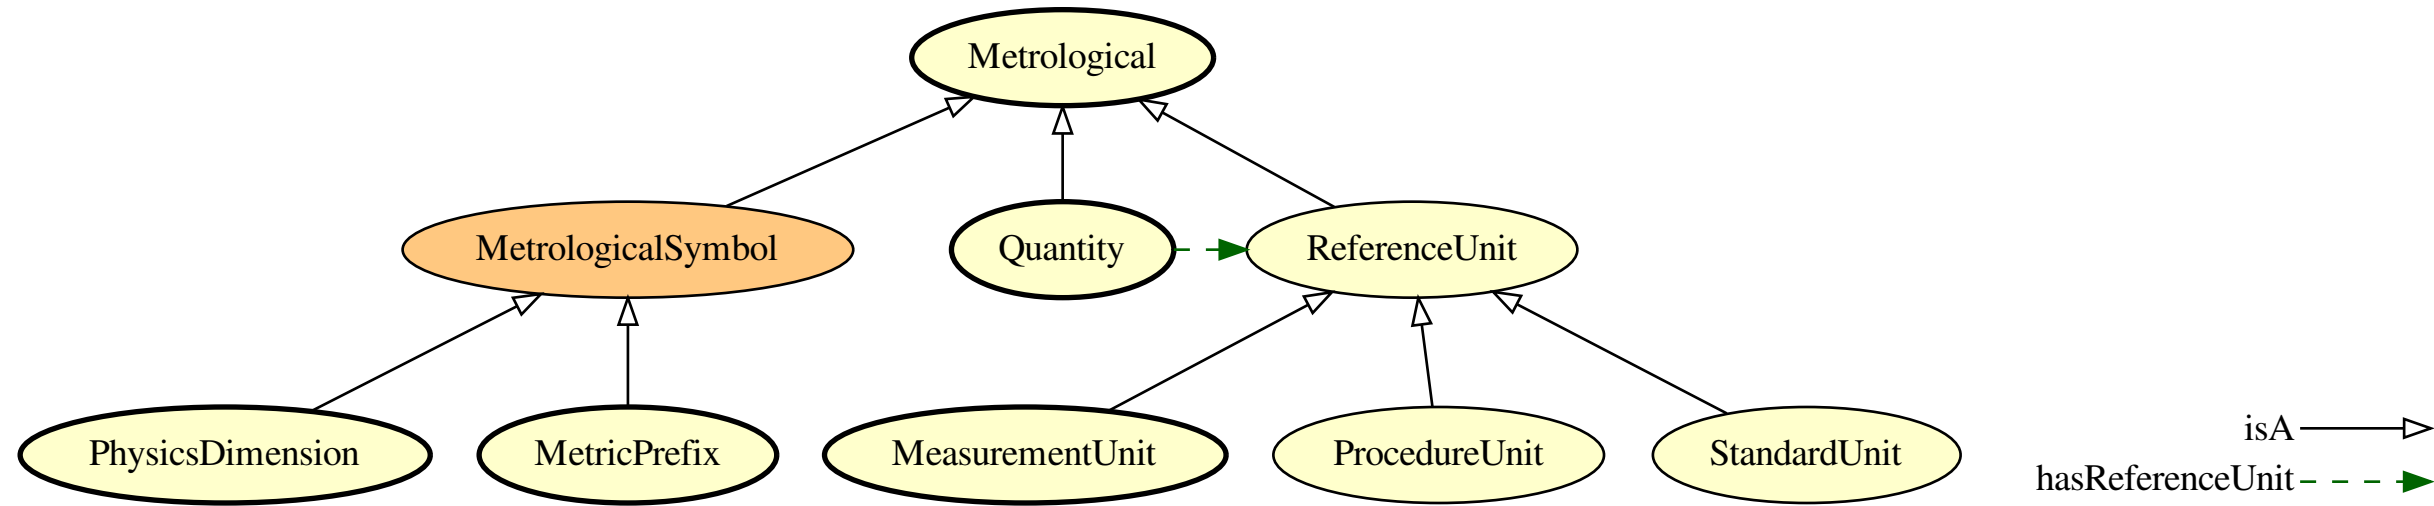 Metrological
MetrologicalSymbol
Quantity
ReferenceUnit
PhysicsDimension
MetricPrefix
MeasurementUnit
ProcedureUnit
StandardUnit
isA
hasReferenceUnit